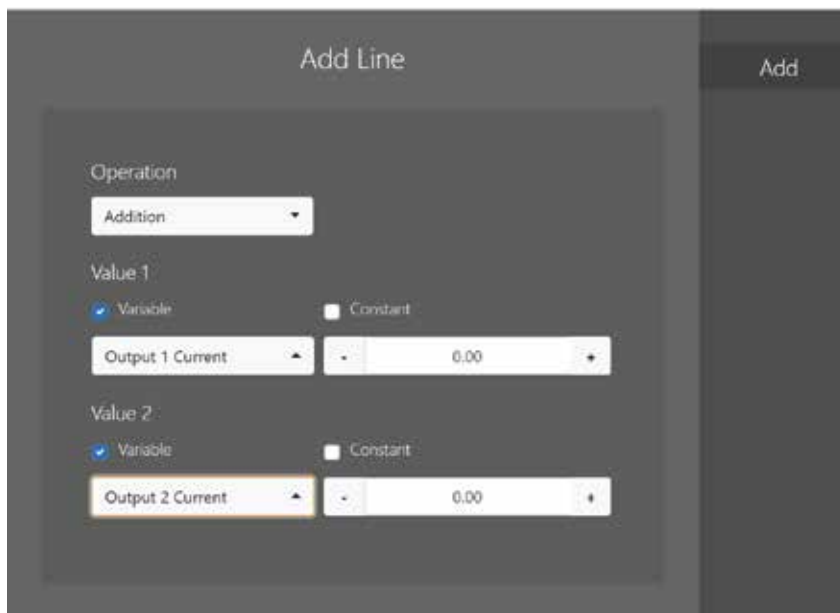 Add Line
Add
Operation
Addition
Value 1
Variable Constant
Output 1 Current - 0.00 +
Value 2
Variable Constant
Output 2 Current - 0.00 +